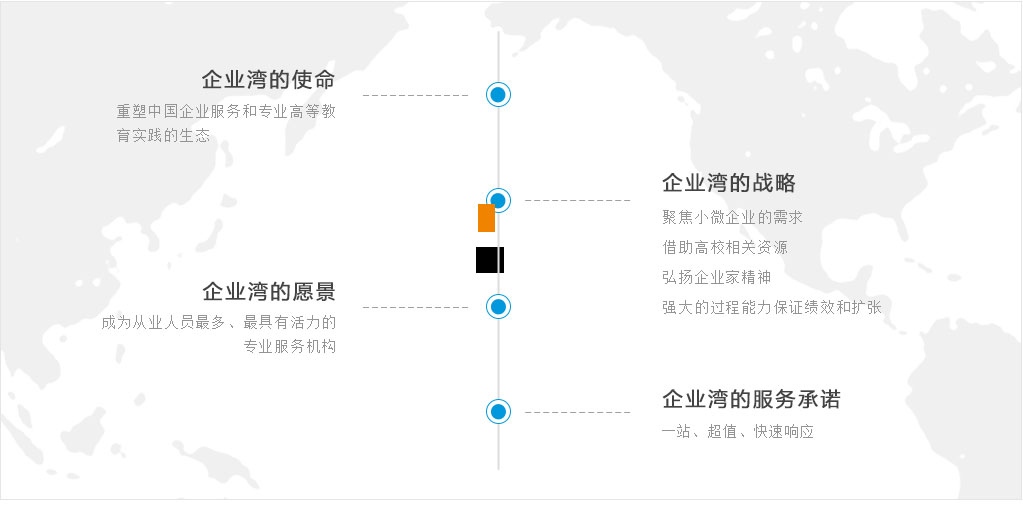 企业湾的使命
重塑中国企业服务和专业高等教
育实践的生态
企业湾的战略
聚焦小微企业的需求
借助高校相关资源
弘扬企业家精神
强大的过程能力保证绩效和扩张
企业湾的愿景
成为从业人员最多、最具有活力的
专业服务机构
企业湾的服务承诺
一站、超值、快速响应